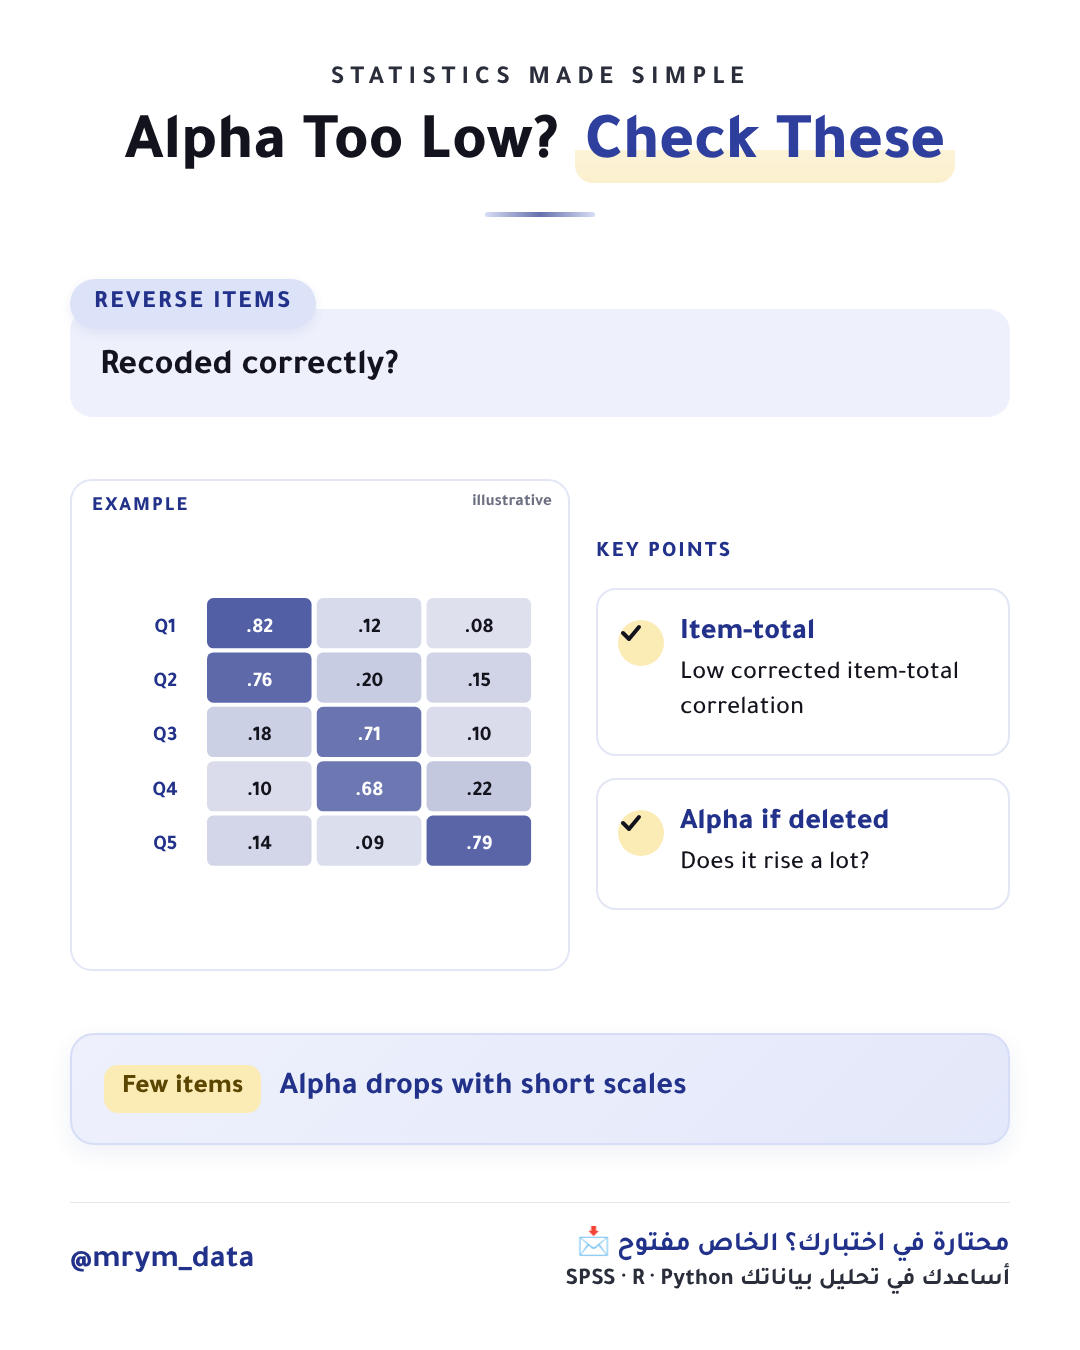 STATISTICS MADE SIMPLE
Alpha Too Low? Check These
REVERSE ITEMS
Recoded correctly?
EXAMPLE
illustrative
Q1 .82 .12 .08
Q2 .76 .20 .15
Q3 .18 .71 .10
Q4 .10 .68 .22
Q5 .14 .09 .79
KEY POINTS
Item-total
Low corrected item-total
correlation
Alpha if deleted
Does it rise a lot?
Few items Alpha drops with short scales
@mrym_data
محتارة في اختبارك؟ الخاص مفتوح 📩
أساعدك في تحليل بياناتك SPSS · R · Python